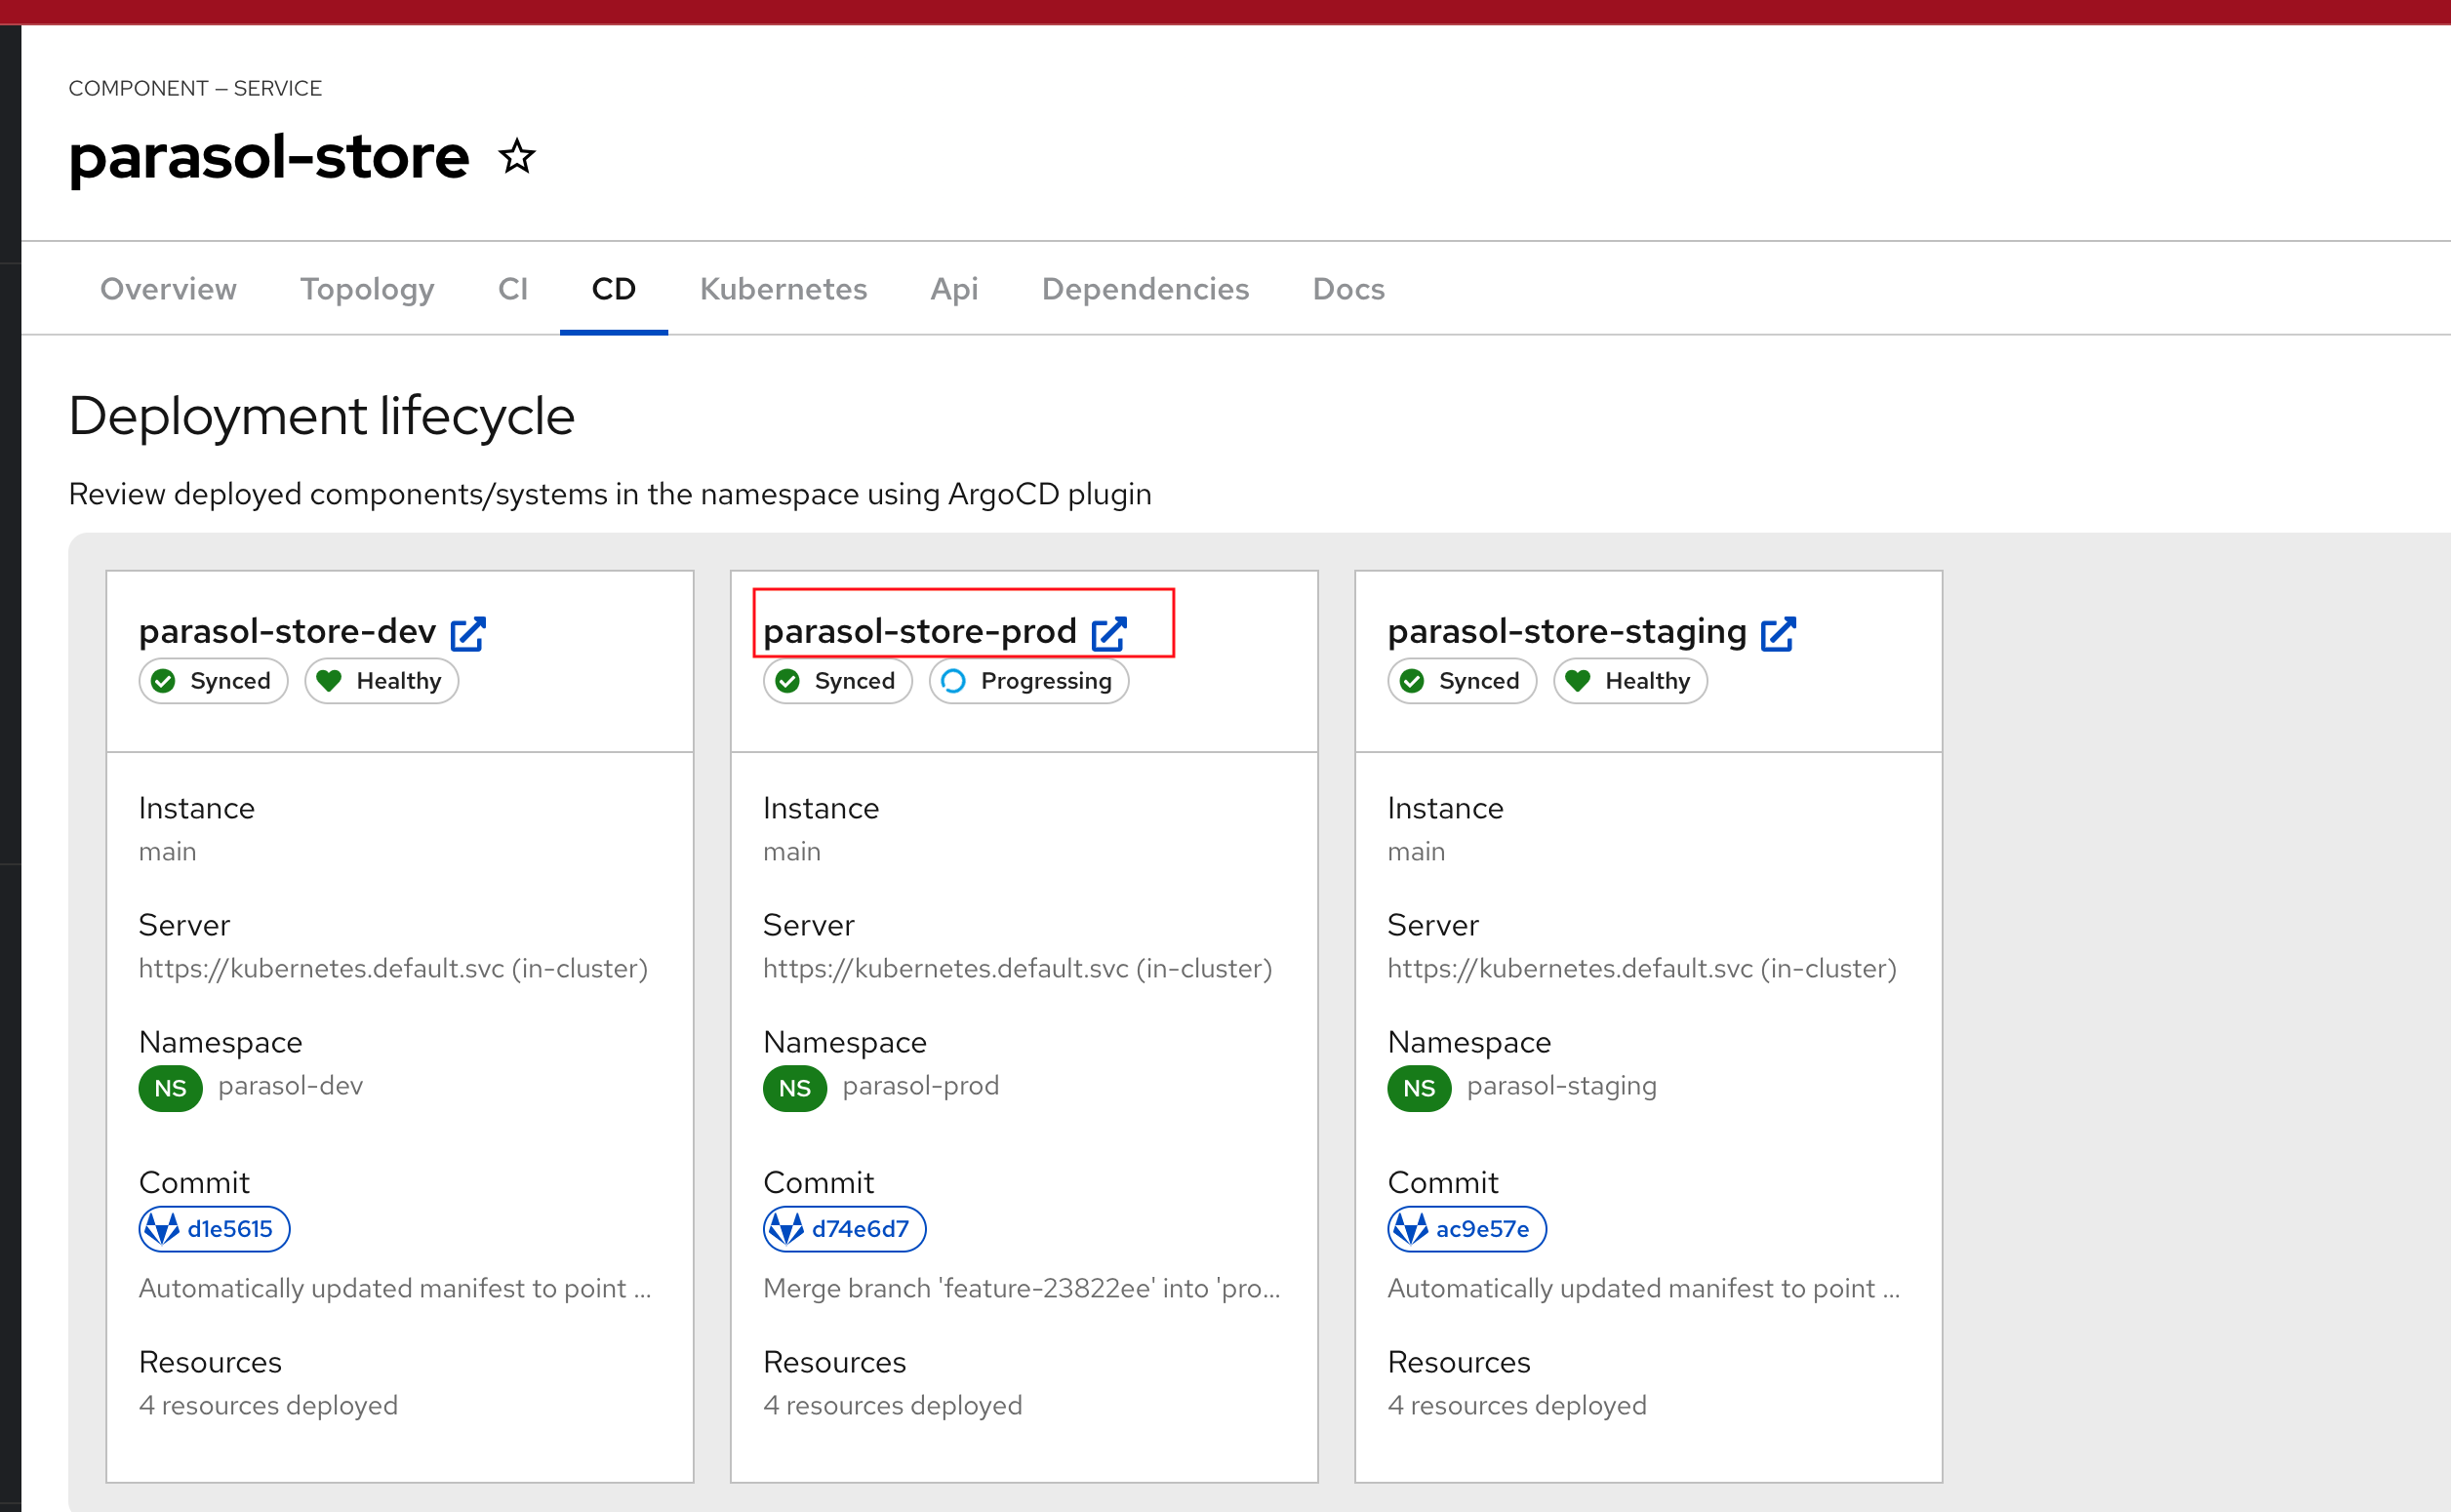 COMPONENT — SERVICE
parasol-store
Overview Topology CI CD Kubernetes Api Dependencies Docs
Deployment lifecycle
Review deployed components/systems in the namespace using ArgoCD plugin
parasol-store-dev
Synced Healthy
Instance
main
Server
https://kubernetes.default.svc (in-cluster)
Namespace
NS parasol-dev
Commit
d1e5615
Automatically updated manifest to point ...
Resources
4 resources deployed
parasol-store-prod
Synced Progressing
Instance
main
Server
https://kubernetes.default.svc (in-cluster)
Namespace
NS parasol-prod
Commit
d74e6d7
Merge branch 'feature-23822ee' into 'pro...
Resources
4 resources deployed
parasol-store-staging
Synced Healthy
Instance
main
Server
https://kubernetes.default.svc (in-cluster)
Namespace
NS parasol-staging
Commit
ac9e57e
Automatically updated manifest to point ...
Resources
4 resources deployed